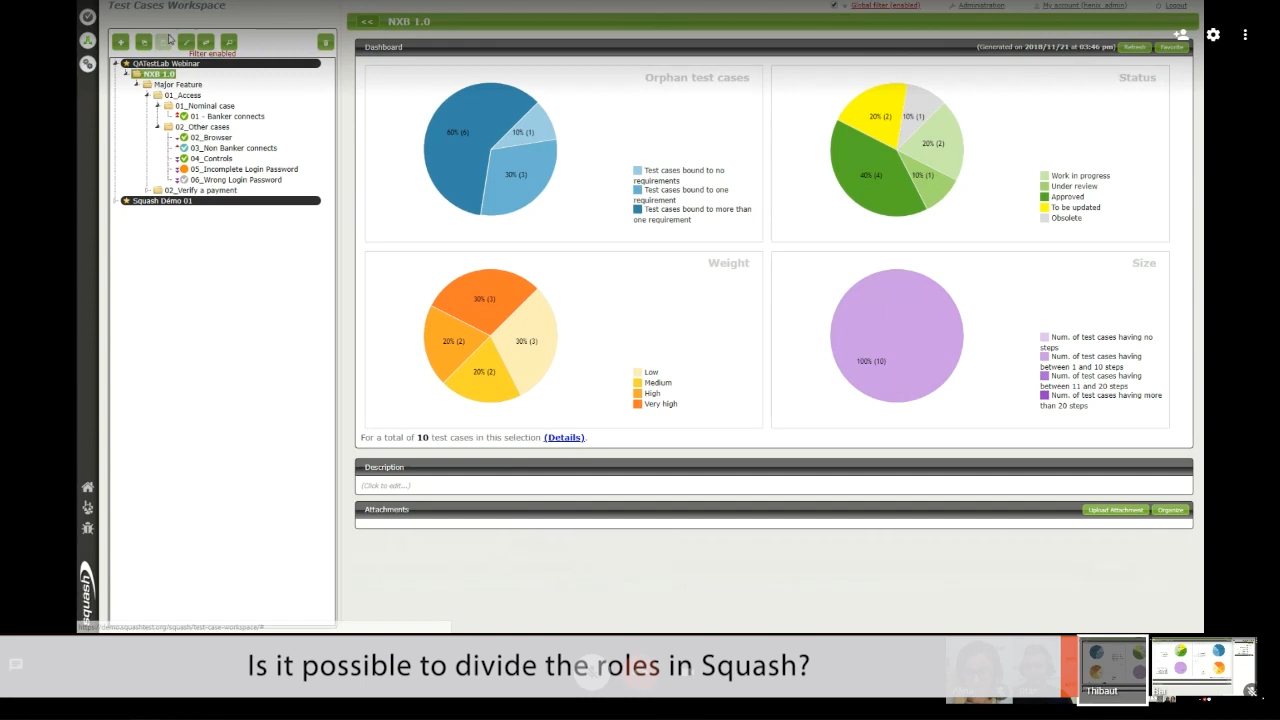 Test Cases Workspace
Global filter (enabled)
Administration
My account (henix_admin)
Logout
<< NXB 1.0
Filter enabled
Dashboard
(Generated on 2018/11/21 at 03:46 pm)
Refresh
Favorite
QATestLab Webinar
NXB 1.0
Major Feature
01_Access
01_Nominal case
01 - Banker connects
02_Other cases
02_Browser
03_Non Banker connects
04_Controls
05_Incomplete Login Password
06_Wrong Login Password
02_Verify a payment
Squash Démo 01
Orphan test cases
60% (6)
10% (1)
30% (3)
Test cases bound to no
requirements
Test cases bound to one
requirement
Test cases bound to more than
one requirement
Status
20% (2)
10% (1)
20% (2)
40% (4)
10% (1)
Work in progress
Under review
Approved
To be updated
Obsolete
Weight
30% (3)
20% (2)
30% (3)
20% (2)
Low
Medium
High
Very high
Size
100% (10)
Num. of test cases having no
steps
Num. of test cases having
between 1 and 10 steps
Num. of test cases having
between 11 and 20 steps
Num. of test cases having more
than 20 steps
For a total of 10 test cases in this selection (Details).
Description
(Click to edit...)
Attachments
Upload Attachment
Organize
squash
https://demo.squashtest.org/squash/test-case-workspace/#
Is it possible to divide the roles in Squash?
Thibaut